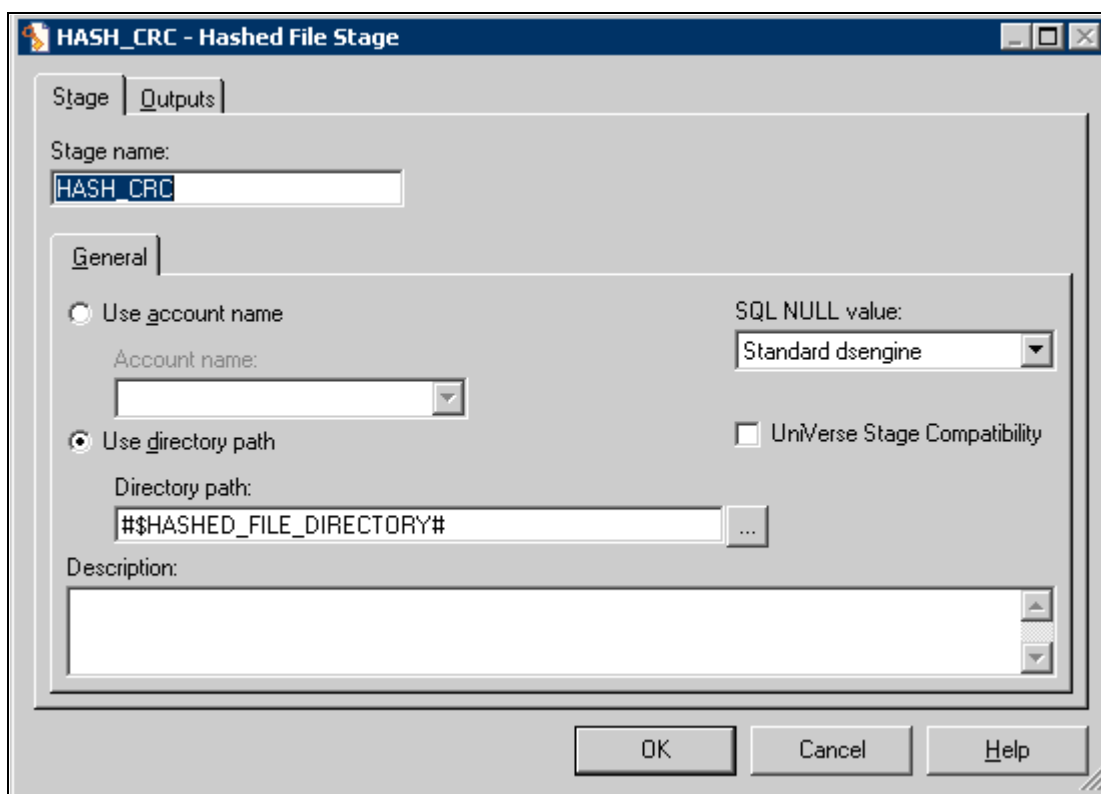 HASH_CRC - Hashed File Stage
Stage Outputs
Stage name:
HASH_CRC
General
Use account name
SQL NULL value:
Account name:
Standard dsengine
Use directory path
UniVerse Stage Compatibility
Directory path:
#$HASHED_FILE_DIRECTORY#
...
Description:
OK Cancel Help